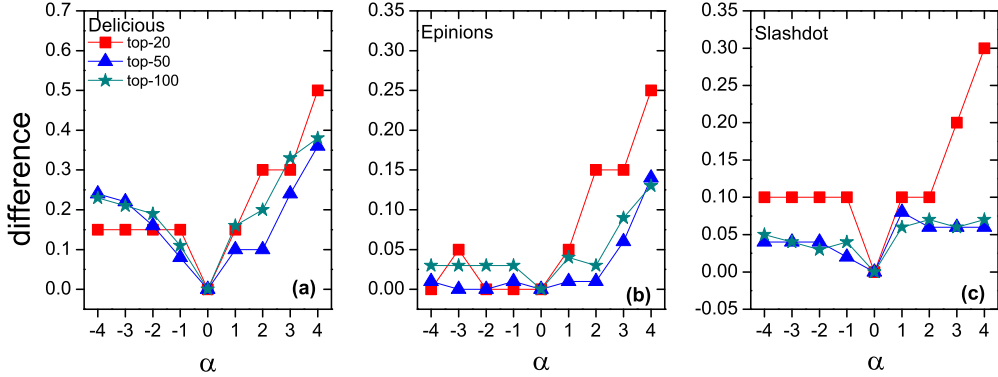 difference
Delicious
top-20
top-50
top-100
0.7
0.6
0.5
0.4
0.3
0.2
0.1
0.0
(a)
-4 -3 -2 -1 0 1 2 3 4
α
Epinions
0.35
0.30
0.25
0.20
0.15
0.10
0.05
0.00
(b)
-4 -3 -2 -1 0 1 2 3 4
α
Slashdot
0.30
0.25
0.20
0.15
0.10
0.05
0.00
-0.05
(c)
-4 -3 -2 -1 0 1 2 3 4
α